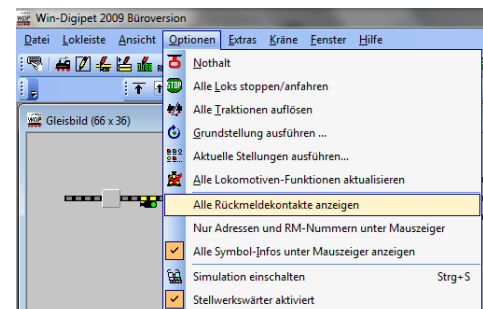 Win-Digipet 2009 Büroversion
Datei Lokleiste Ansicht Optionen Extras Kräne Fenster Hilfe
Nothalt
STOP Alle Loks stoppen/anfahren
Alle Traktionen auflösen
Grundstellung ausführen ...
Gleisbild (66 x 36)
Aktuelle Stellungen ausführen...
Alle Lokomotiven-Funktionen aktualisieren
Alle Rückmeldekontakte anzeigen
Nur Adressen und RM-Nummern unter Mauszeiger
Alle Symbol-Infos unter Mauszeiger anzeigen
Simulation einschalten Strg+S
Stellwerkswärter aktiviert